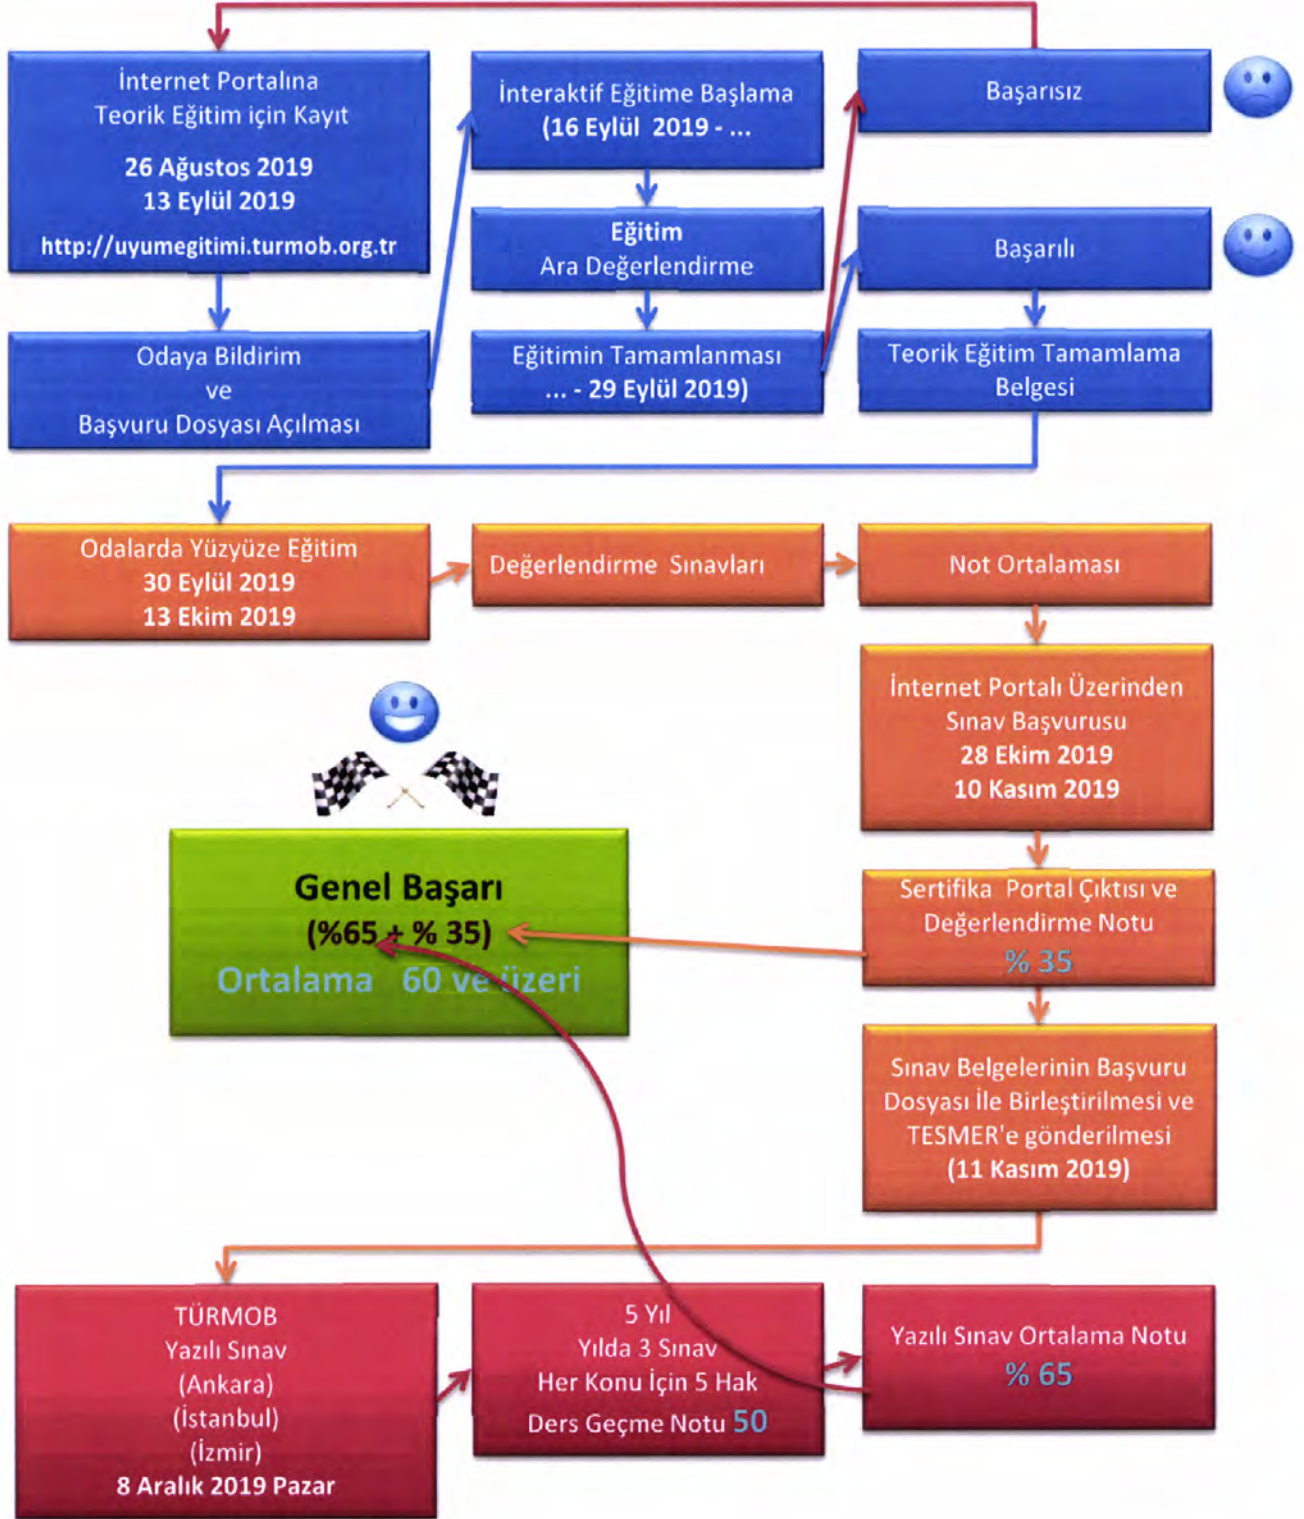 İnternet Portalına
Teorik Eğitim için Kayıt
26 Ağustos 2019
13 Eylül 2019
http://uyumegitimi.turmob.org.tr
Odaya Bildirim
ve
Başvuru Dosyası Açılması
İnteraktif Eğitime Başlama
(16 Eylül 2019 - ...
Eğitim
Ara Değerlendirme
Eğitimin Tamamlanması
... - 29 Eylül 2019)
Başarısız
Başarılı
Teorik Eğitim Tamamlama
Belgesi
Odalarda Yüzyüze Eğitim
30 Eylül 2019
13 Ekim 2019
Değerlendirme Sınavları
Not Ortalaması
İnternet Portalı Üzerinden
Sınav Başvurusu
28 Ekim 2019
10 Kasım 2019
Sertifika Portal Çıktısı ve
Değerlendirme Notu
% 35
Genel Başarı
(%65 + % 35)
Ortalama 60 ve üzeri
Sınav Belgelerinin Başvuru
Dosyası İle Birleştirilmesi ve
TESMER'e gönderilmesi
(11 Kasım 2019)
TÜRMOB
Yazılı Sınav
(Ankara)
(İstanbul)
(İzmir)
8 Aralık 2019 Pazar
5 Yıl
Yılda 3 Sınav
Her Konu İçin 5 Hak
Ders Geçme Notu 50
Yazılı Sınav Ortalama Notu
% 65